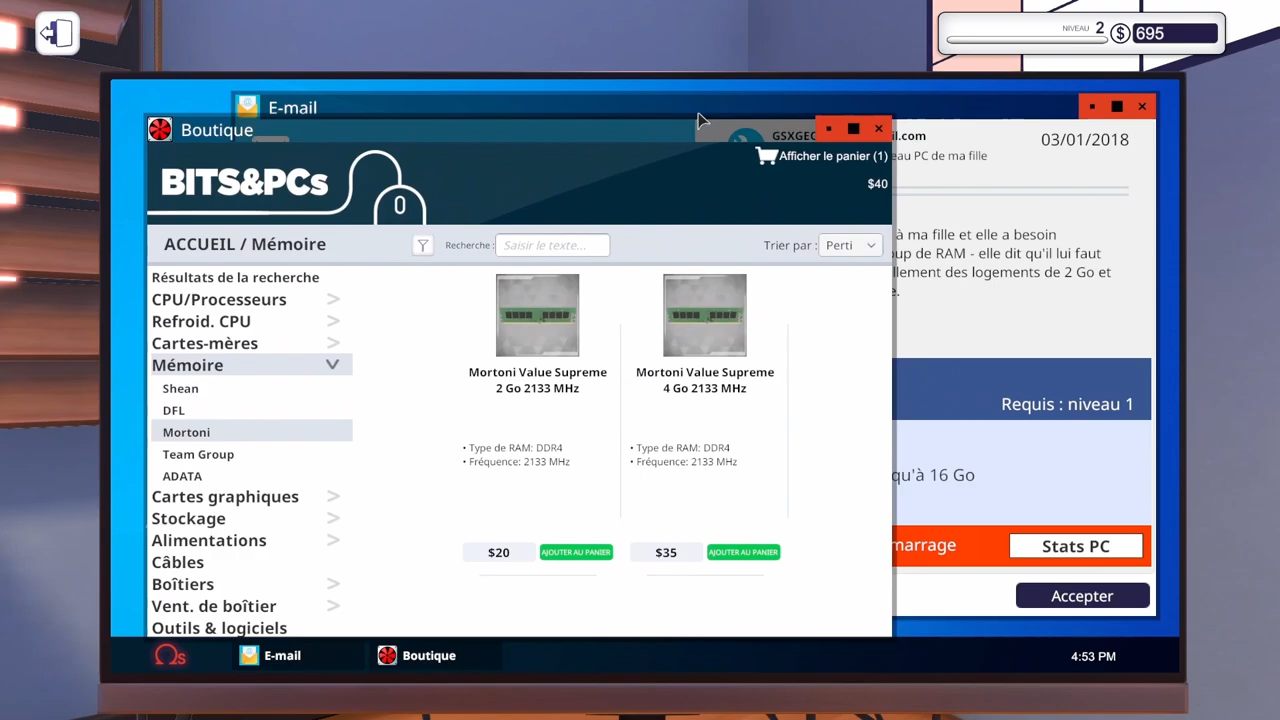 NIVEAU 2
$ 695
E-mail
Boutique
GSXGEO
il.com
03/01/2018
eau PC de ma fille
Afficher le panier (1)
$40
BITS&PCs
ACCUEIL / Mémoire
Recherche :
Saisir le texte...
Trier par :
Perti
Résultats de la recherche
CPU/Processeurs
Refroid. CPU
Cartes-mères
Mémoire
Shean
DFL
Mortoni
Team Group
ADATA
Cartes graphiques
Stockage
Alimentations
Câbles
Boîtiers
Vent. de boîtier
Outils & logiciels
Mortoni Value Supreme
2 Go 2133 MHz
• Type de RAM: DDR4
• Fréquence: 2133 MHz
$20
AJOUTER AU PANIER
Mortoni Value Supreme
4 Go 2133 MHz
• Type de RAM: DDR4
• Fréquence: 2133 MHz
$35
AJOUTER AU PANIER
à ma fille et elle a besoin
oup de RAM - elle dit qu'il lui faut
llement des logements de 2 Go et
e.
Requis : niveau 1
qu'à 16 Go
marrage
Stats PC
Accepter
Ωs
E-mail
Boutique
4:53 PM